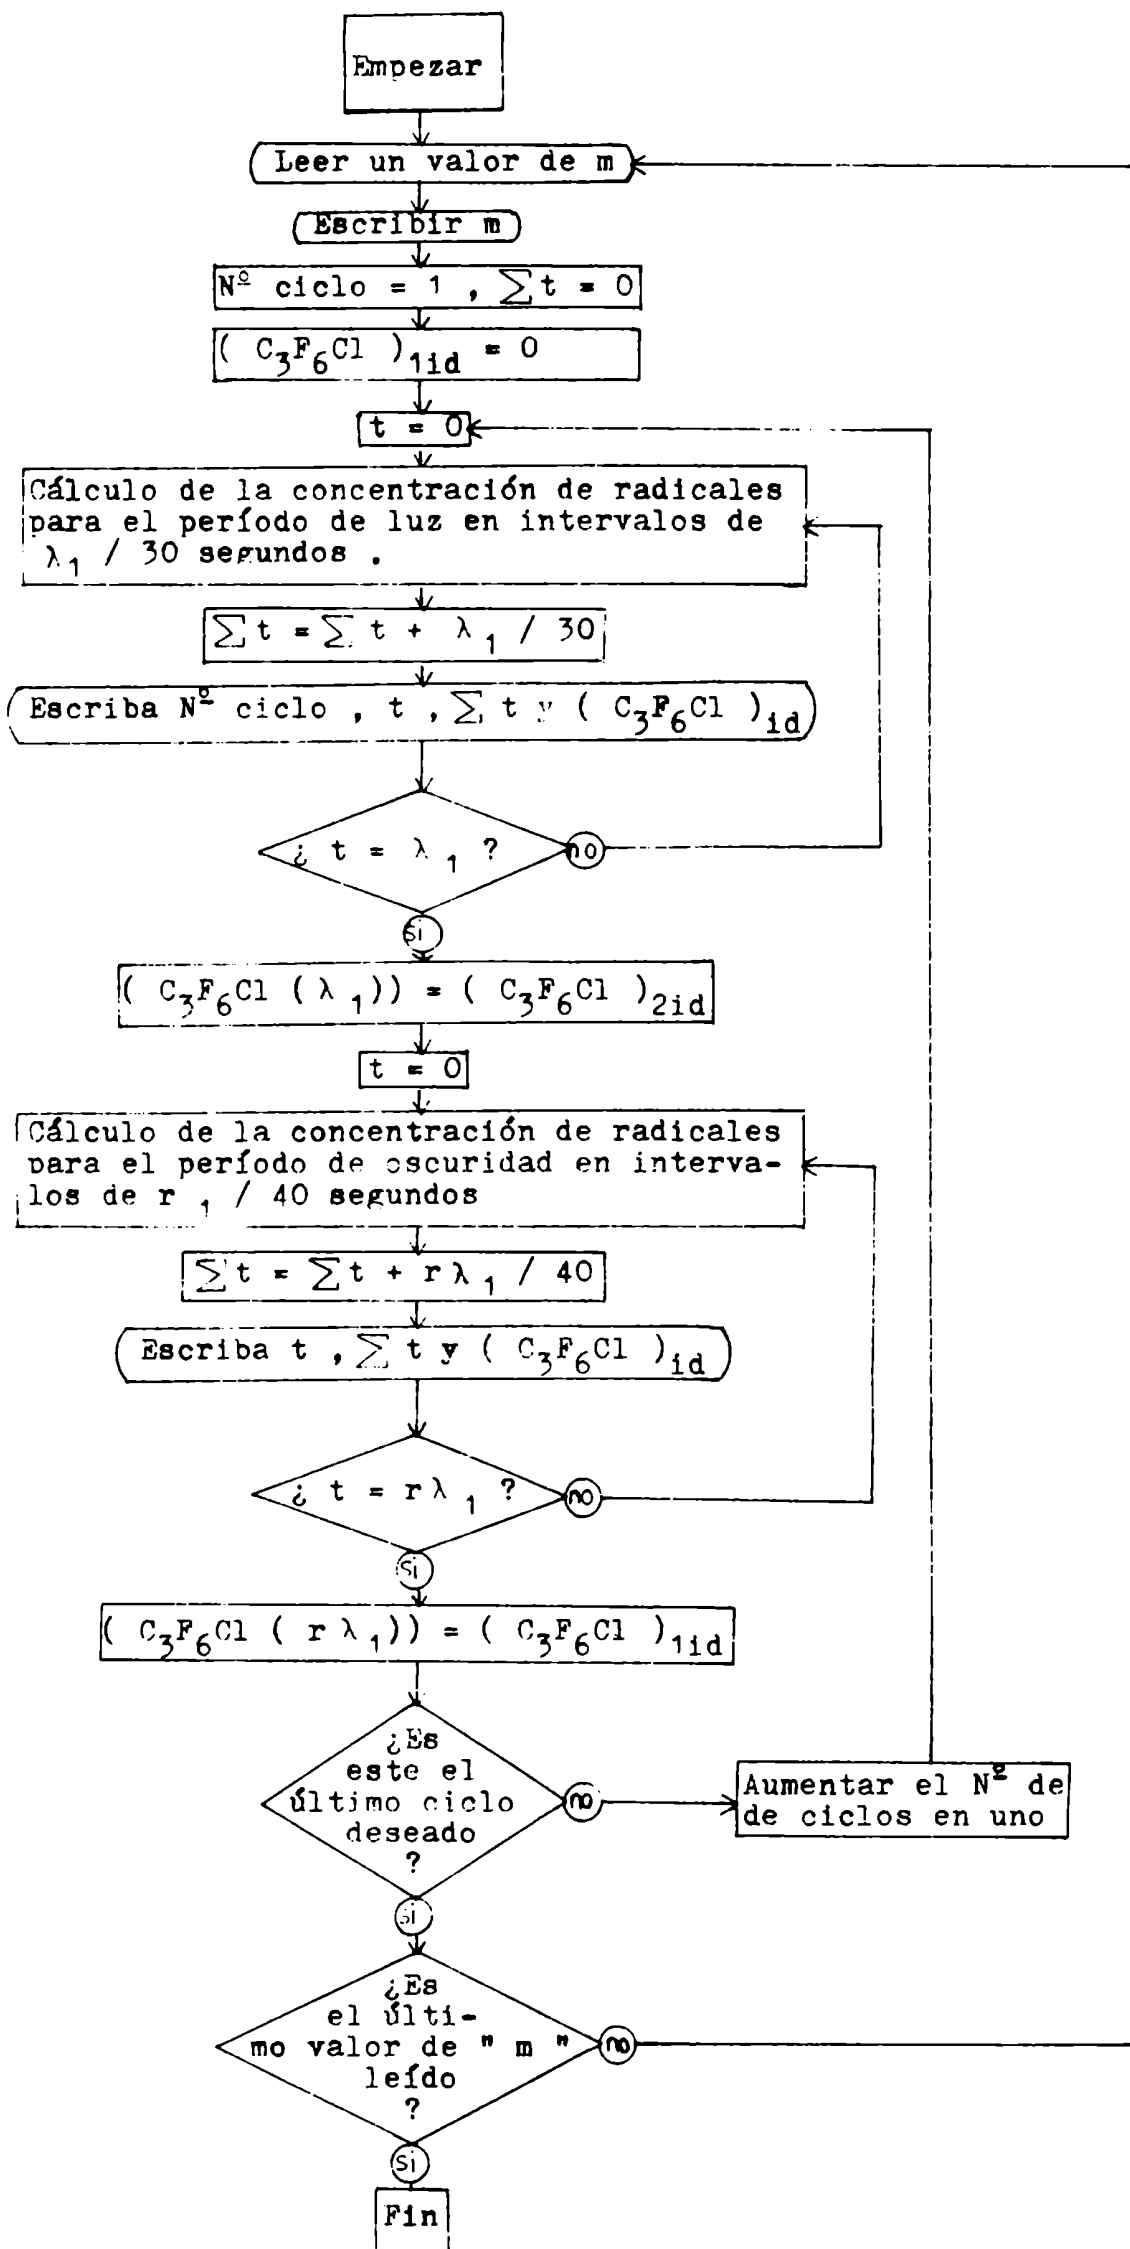 Empezar
Leer un valor de m
Escribir m
Nº ciclo = 1 , ∑ t = 0
( C₃F₆Cl )₁id = 0
t = 0
Cálculo de la concentración de radicales
para el período de luz en intervalos de
λ₁ / 30 segundos .
∑ t = ∑ t + λ₁ / 30
Escriba Nº ciclo , t , ∑ t y ( C₃F₆Cl )id
¿ t = λ₁ ?
no
si
( C₃F₆Cl ( λ₁)) = ( C₃F₆Cl )₂id
t = 0
Cálculo de la concentración de radicales
para el período de oscuridad en interva-
los de r ₁ / 40 segundos
∑ t = ∑ t + r λ₁ / 40
Escriba t , ∑ t y ( C₃F₆Cl )id
¿ t = r λ₁ ?
no
si
( C₃F₆Cl ( r λ₁)) = ( C₃F₆Cl )₁id
¿Es
este el
último ciclo
deseado
?
no
Aumentar el Nº de
de ciclos en uno
si
¿Es
el últi-
mo valor de " m "
leído
?
no
si
Fin